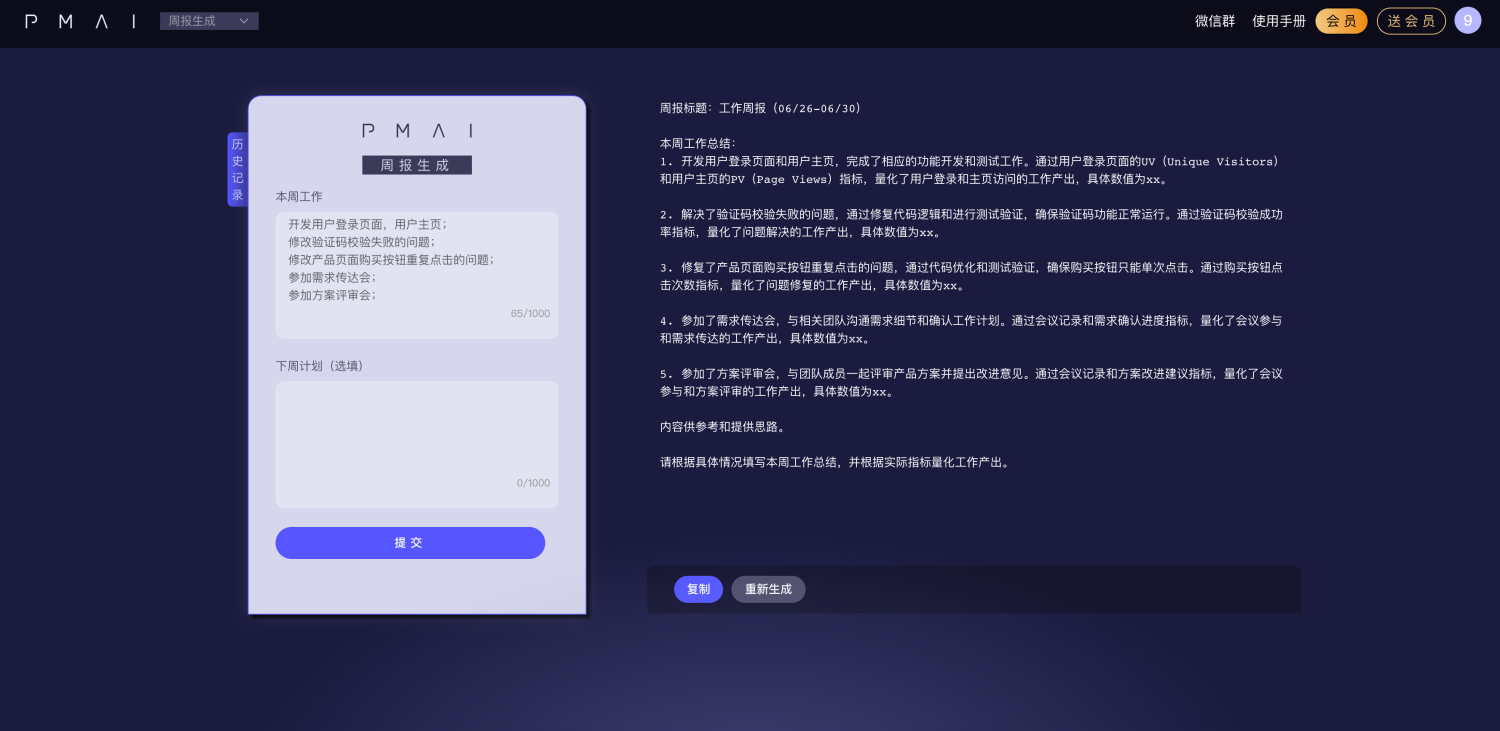 PMAI
周报生成
微信群
使用手册
会员
送会员
9
历史记录
PMAI
周报生成
本周工作
开发用户登录页面，用户主页；
修改验证码校验失败的问题；
修改产品页面购买按钮重复点击的问题；
参加需求传达会；
参加方案评审会；
65/1000
下周计划（选填）
0/1000
提交
周报标题：工作周报（06/26-06/30）
本周工作总结：
1. 开发用户登录页面和用户主页，完成了相应的功能开发和测试工作。通过用户登录页面的UV（Unique Visitors）
和用户主页的PV（Page Views）指标，量化了用户登录和主页访问的工作产出，具体数值为xx。
2. 解决了验证码校验失败的问题，通过修复代码逻辑和进行测试验证，确保验证码功能正常运行。通过验证码校验成功
率指标，量化了问题解决的工作产出，具体数值为xx。
3. 修复了产品页面购买按钮重复点击的问题，通过代码优化和测试验证，确保购买按钮只能单次点击。通过购买按钮点
击次数指标，量化了问题修复的工作产出，具体数值为xx。
4. 参加了需求传达会，与相关团队沟通需求细节和确认工作计划。通过会议记录和需求确认进度指标，量化了会议参与
和需求传达的工作产出，具体数值为xx。
5. 参加了方案评审会，与团队成员一起评审产品方案并提出改进意见。通过会议记录和方案改进建议指标，量化了会议
参与和方案评审的工作产出，具体数值为xx。
内容供参考和提供思路。
请根据具体情况填写本周工作总结，并根据实际指标量化工作产出。
复制
重新生成